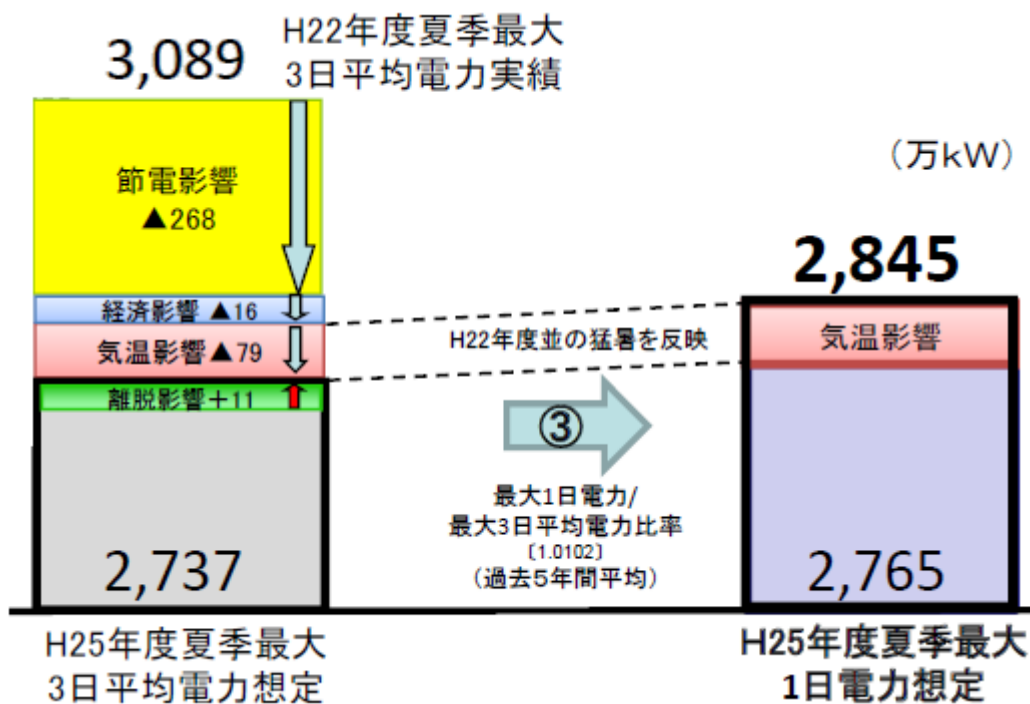 3,089
H22年度夏季最大
3日平均電力実績
(万kW)
節電影響
▲268
経済影響 ▲16
気温影響▲79
離脱影響+11
2,737
H25年度夏季最大
3日平均電力想定
H22年度並の猛暑を反映
③
最大1日電力/
最大3日平均電力比率
〔1.0102〕
(過去5年間平均)
2,845
気温影響
2,765
H25年度夏季最大
1日電力想定